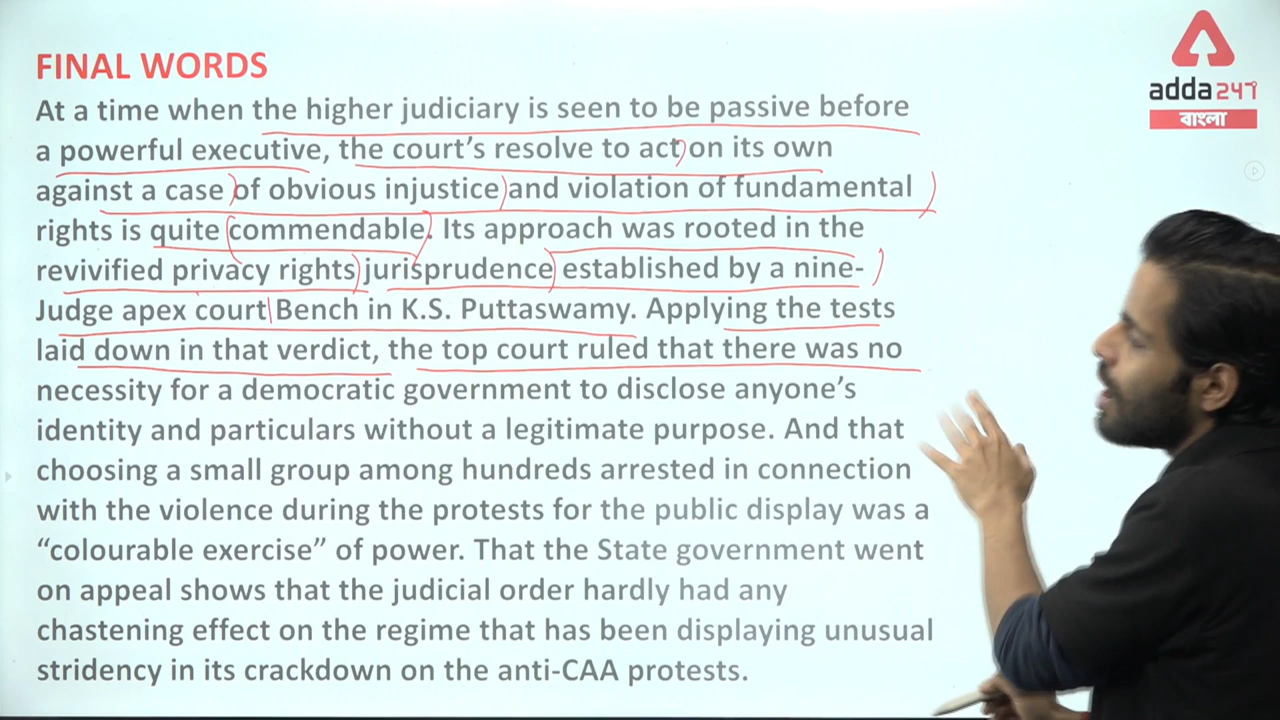 FINAL WORDS
At a time when the higher judiciary is seen to be passive before
a powerful executive, the court’s resolve to act on its own
against a case of obvious injustice and violation of fundamental
rights is quite commendable. Its approach was rooted in the
revivified privacy rights jurisprudence established by a nine-
Judge apex court Bench in K.S. Puttaswamy. Applying the tests
laid down in that verdict, the top court ruled that there was no
necessity for a democratic government to disclose anyone’s
identity and particulars without a legitimate purpose. And that
choosing a small group among hundreds arrested in connection
with the violence during the protests for the public display was a
“colourable exercise” of power. That the State government went
on appeal shows that the judicial order hardly had any
chastening effect on the regime that has been displaying unusual
stridency in its crackdown on the anti-CAA protests.
adda247
বাংলা